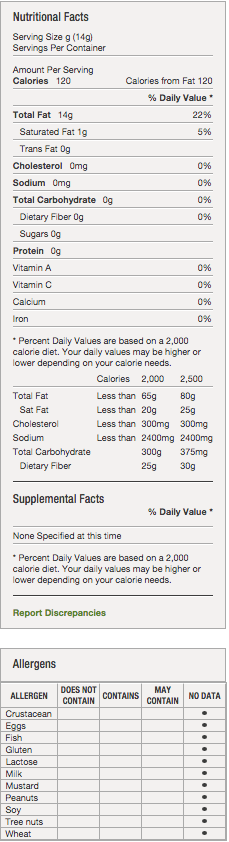 Nutritional Facts
Serving Size g (14g)
Servings Per Container
Amount Per Serving
Calories 120 Calories from Fat 120
% Daily Value *
Total Fat 14g 22%
Saturated Fat 1g 5%
Trans Fat 0g
Cholesterol 0mg 0%
Sodium 0mg 0%
Total Carbohydrate 0g 0%
Dietary Fiber 0g 0%
Sugars 0g
Protein 0g
Vitamin A 0%
Vitamin C 0%
Calcium 0%
Iron 0%
* Percent Daily Values are based on a 2,000
calorie diet. Your daily values may be higher or
lower depending on your calorie needs.
Calories 2,000 2,500
Total Fat Less than 65g 80g
Sat Fat Less than 20g 25g
Cholesterol Less than 300mg 300mg
Sodium Less than 2400mg 2400mg
Total Carbohydrate 300g 375mg
Dietary Fiber 25g 30g
Supplemental Facts
% Daily Value *
None Specified at this time
* Percent Daily Values are based on a 2,000
calorie diet. Your daily values may be higher or
lower depending on your calorie needs.
Report Discrepancies
Allergens
ALLERGEN DOES NOT CONTAIN CONTAINS MAY CONTAIN NO DATA
Crustacean •
Eggs •
Fish •
Gluten •
Lactose •
Milk •
Mustard •
Peanuts •
Soy •
Tree nuts •
Wheat •